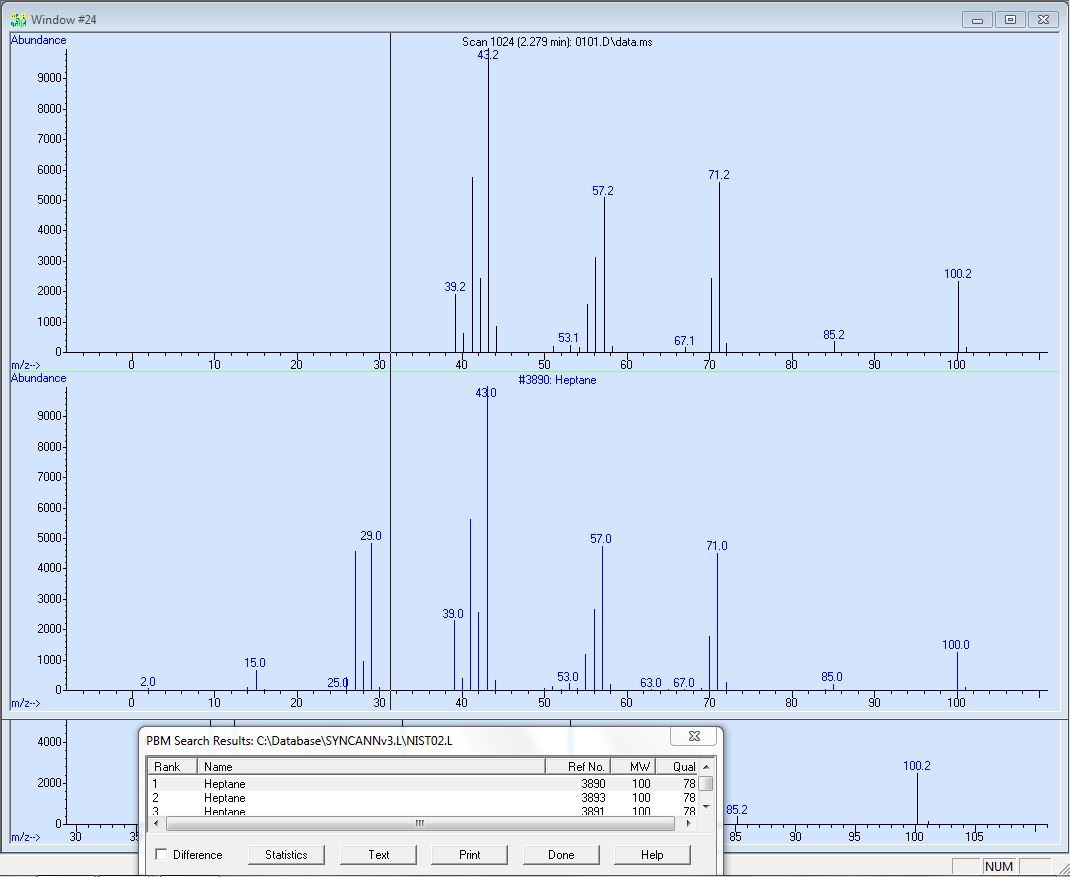 Window #24
Abundance
Scan 1024 (2.279 min): 0101.D\data.ms
43.2
9000
8000
7000
6000
71.2
57.2
5000
4000
3000
39.2
100.2
2000
1000
53.1
67.1
85.2
0
m/z-->
0 10 20 30 40 50 60 70 80 90 100
Abundance
#3890: Heptane
43.0
9000
8000
7000
6000
29.0
57.0
71.0
5000
4000
3000
39.0
2000
100.0
1000
2.0
15.0
25.0
53.0
63.0
67.0
85.0
0
m/z-->
0 10 20 30 40 50 60 70 80 90 100
4000
100.2
2000
85.2
0
m/z-->
30
85 90 95 100 105
PBM Search Results: C:\Database\SYNCANNv3.L\NIST02.L
Rank Name Ref No. MW Qual
1 Heptane 3890 100 78
2 Heptane 3893 100 78
3 Heptane 3891 100 78
Difference Statistics Text Print Done Help
NUM